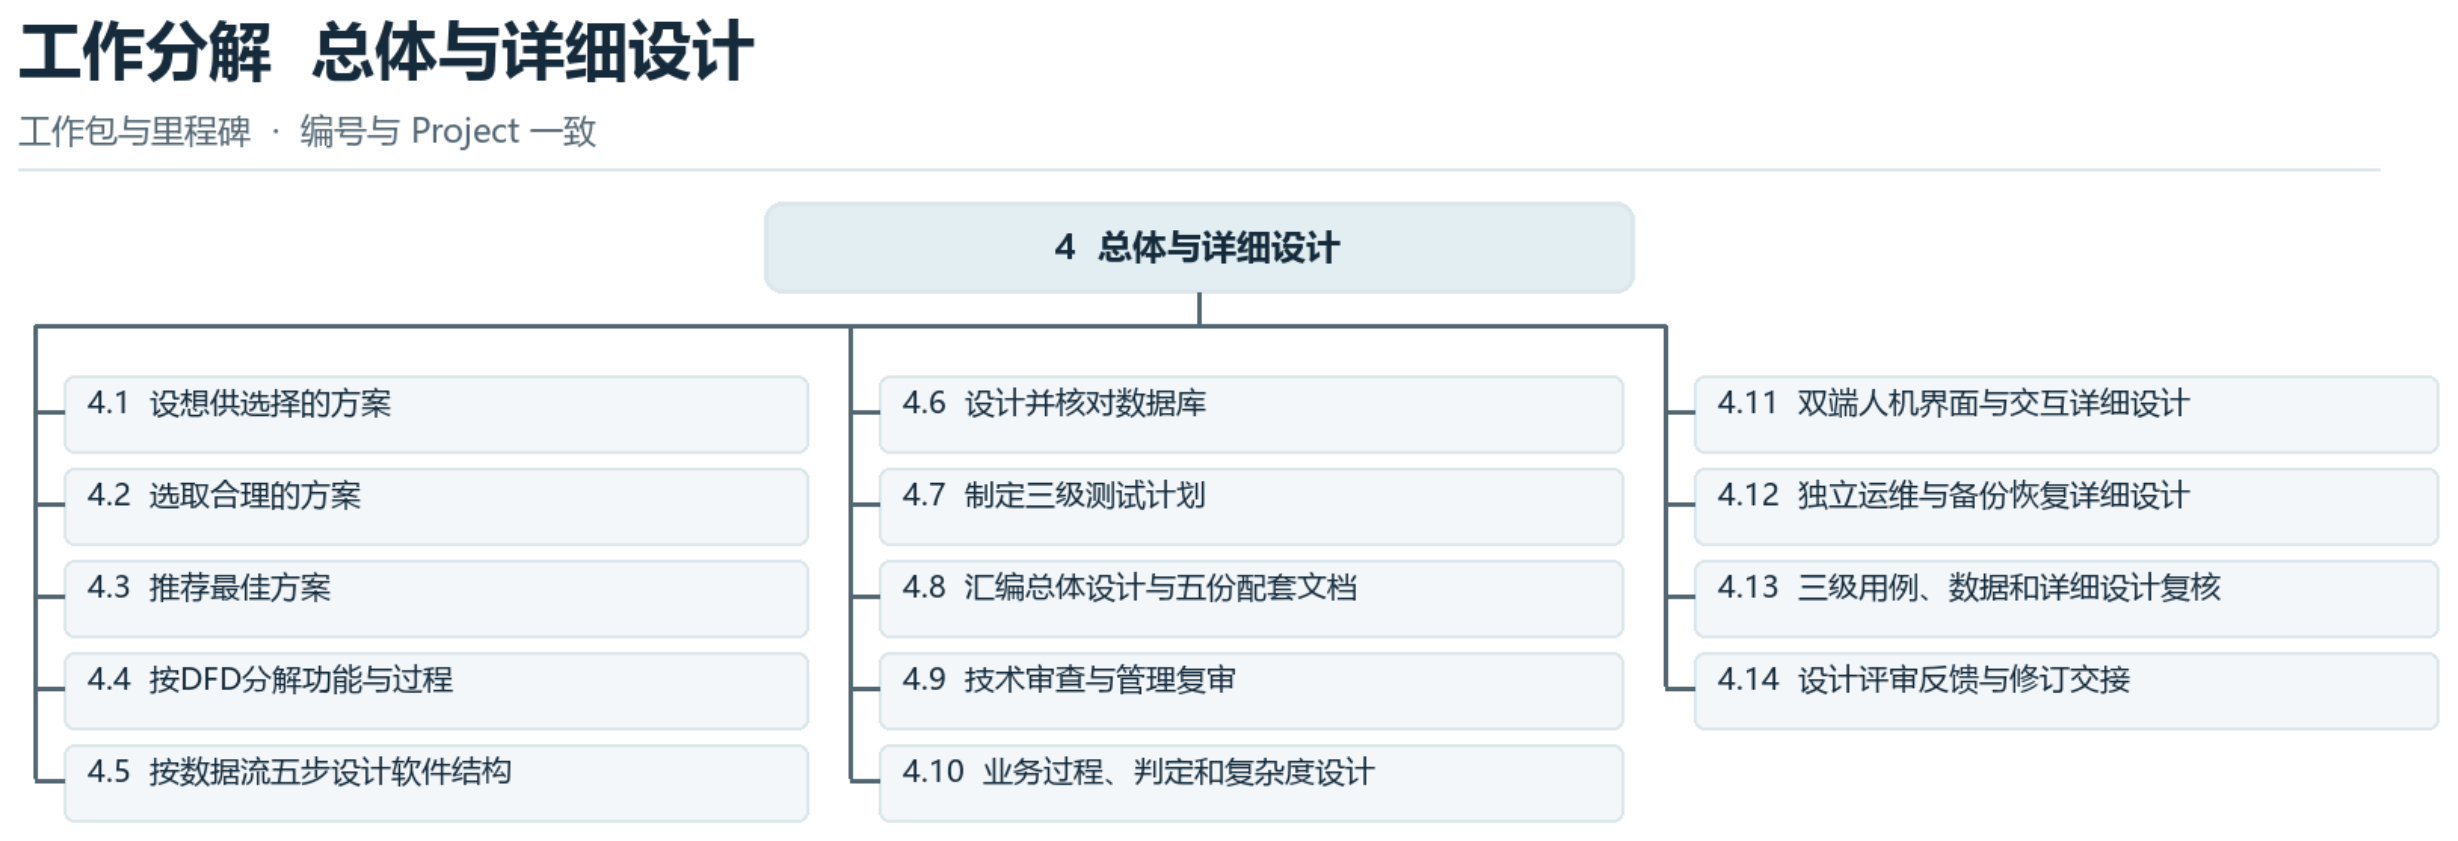 工作分解 总体与详细设计
工作包与里程碑 · 编号与 Project 一致
4 总体与详细设计
4.1 设想供选择的方案
4.2 选取合理的方案
4.3 推荐最佳方案
4.4 按DFD分解功能与过程
4.5 按数据流五步设计软件结构
4.6 设计并核对数据库
4.7 制定三级测试计划
4.8 汇编总体设计与五份配套文档
4.9 技术审查与管理复审
4.10 业务过程、判定和复杂度设计
4.11 双端人机界面与交互详细设计
4.12 独立运维与备份恢复详细设计
4.13 三级用例、数据和详细设计复核
4.14 设计评审反馈与修订交接